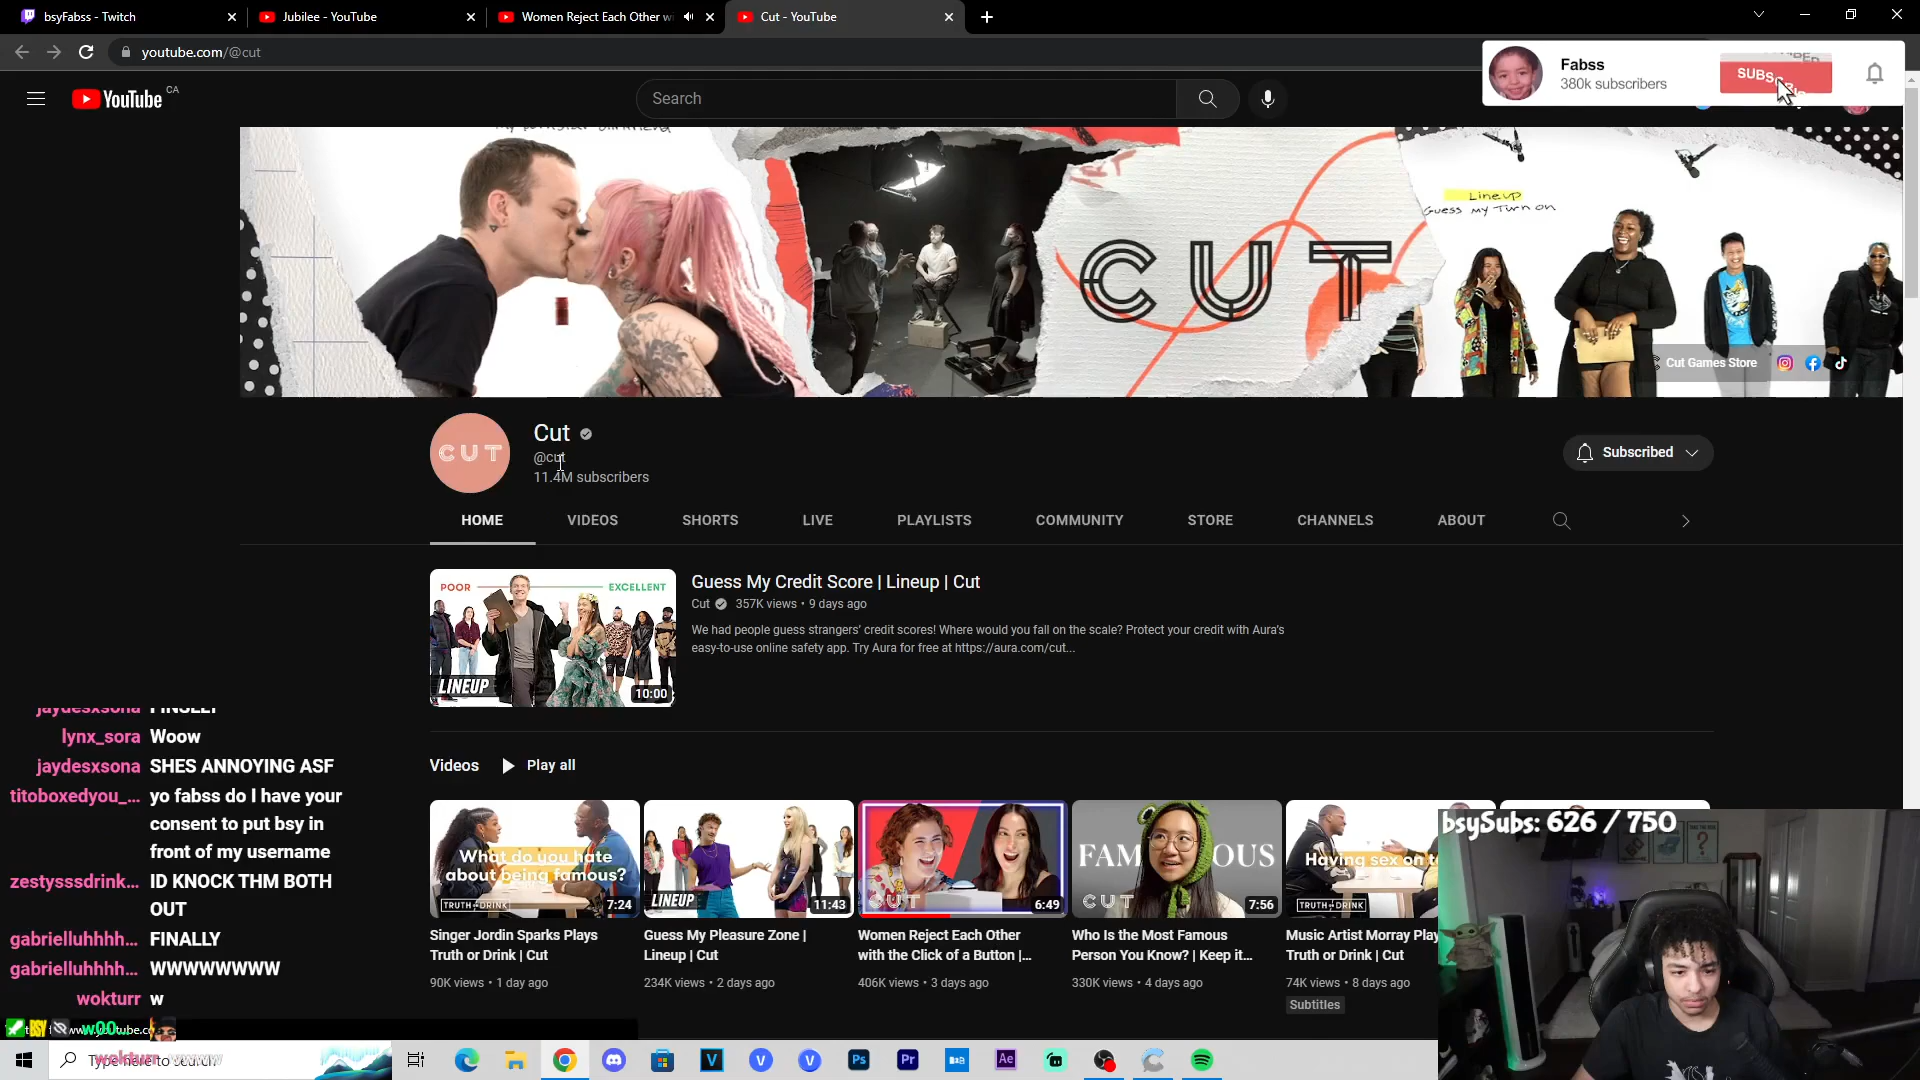 bsyFabss - Twitch
Jubilee - YouTube
Women Reject Each Other wi
Cut - YouTube
youtube.com/@cut
Fabss
380k subscribers
YouTube CA
Search
CUT
Lineup
Guess my Turn on
Cut Games Store
CUT
Cut
@cut
11.4M subscribers
Subscribed
HOME VIDEOS SHORTS LIVE PLAYLISTS COMMUNITY STORE CHANNELS ABOUT
POOR EXCELLENT
LINEUP
10:00
Guess My Credit Score | Lineup | Cut
Cut 357K views • 9 days ago
We had people guess strangers’ credit scores! Where would you fall on the scale? Protect your credit with Aura's
easy-to-use online safety app. Try Aura for free at https://aura.com/cut...
Videos Play all
What do you hate
about being famous?
TRUTH DRINK
7:24
Singer Jordin Sparks Plays
Truth or Drink | Cut
90K views • 1 day ago
LINEUP
11:43
Guess My Pleasure Zone |
Lineup | Cut
234K views • 2 days ago
CUT
6:49
Women Reject Each Other
with the Click of a Button |...
406K views • 3 days ago
CUT
7:56
Who Is the Most Famous
Person You Know? | Keep it...
330K views • 4 days ago
Having sex on
TRUTH DRINK
Music Artist Morray Play
Truth or Drink | Cut
74K views • 8 days ago
Subtitles
lynx_sora Woow
jaydesxsona SHES ANNOYING ASF
titoboxedyou_... yo fabss do I have your
consent to put bsy in
front of my username
zestysssdrink... ID KNOCK THM BOTH
OUT
gabrielluhhhh... FINALLY
gabrielluhhhh... WWWWWWWW
wokturr w
BSY w00...
wokturr
bsySubs: 626 / 750
Type here to search